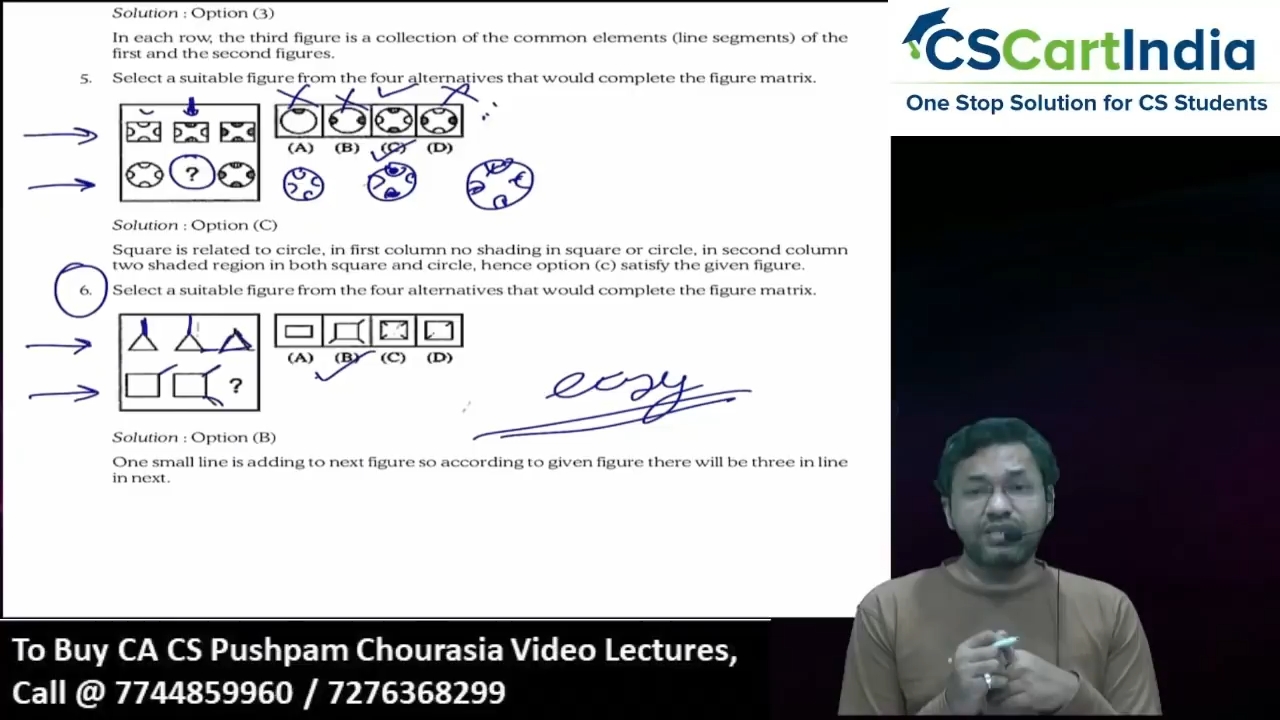 Solution : Option (3)
In each row, the third figure is a collection of the common elements (line segments) of the
first and the second figures.
5. Select a suitable figure from the four alternatives that would complete the figure matrix.
?
(A) (B) (C) (D)
Solution : Option (C)
Square is related to circle, in first column no shading in square or circle, in second column
two shaded region in both square and circle, hence option (c) satisfy the given figure.
6. Select a suitable figure from the four alternatives that would complete the figure matrix.
(A) (B) (C) (D)
?
easy
Solution : Option (B)
One small line is adding to next figure so according to given figure there will be three in line
in next.
CSCartIndia
One Stop Solution for CS Students
To Buy CA CS Pushpam Chourasia Video Lectures,
Call @ 7744859960 / 7276368299